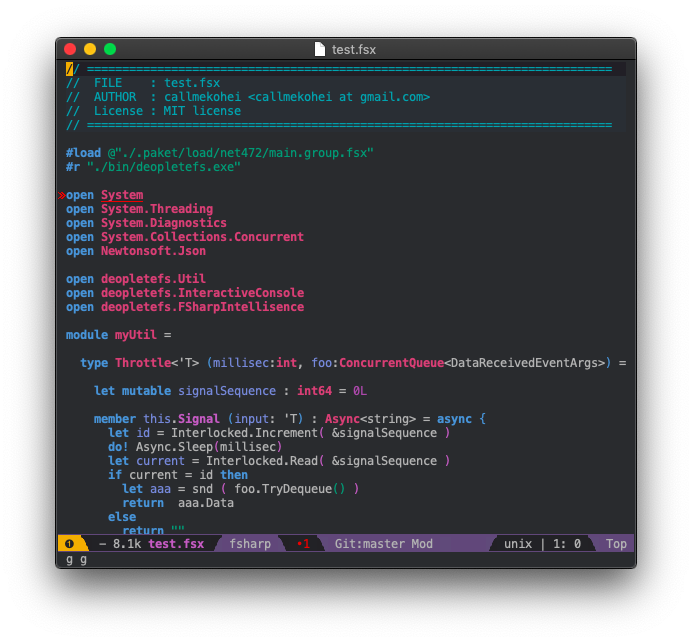 test.fsx
// ===========================================================================
//  FILE    : test.fsx
//  AUTHOR  : callmekohei <callmekohei at gmail.com>
//  License : MIT license
// ===========================================================================
#load @"./.paket/load/net472/main.group.fsx"
#r "./bin/deopletefs.exe"
»open System
open System.Threading
open System.Diagnostics
open System.Collections.Concurrent
open Newtonsoft.Json
open deopletefs.Util
open deopletefs.InteractiveConsole
open deopletefs.FSharpIntellisence
module myUtil =
  type Throttle<'T> (millisec:int, foo:ConcurrentQueue<DataReceivedEventArgs>) =
    let mutable signalSequence : int64 = 0L
    member this.Signal (input: 'T) : Async<string> = async {
      let id = Interlocked.Increment( &signalSequence )
      do! Async.Sleep(millisec)
      let current = Interlocked.Read( &signalSequence )
      if current = id then
        let aaa = snd ( foo.TryDequeue() )
        return  aaa.Data
      else
        return ""
❶ - 8.1k test.fsx fsharp •1 Git:master Mod unix | 1: 0 Top
g g